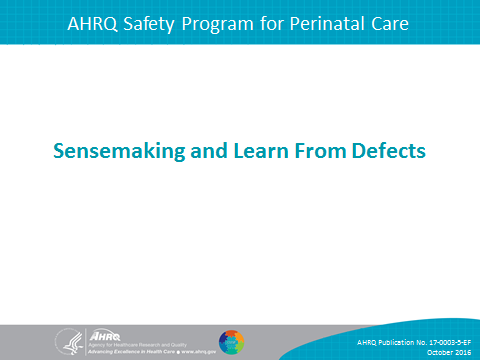 AHRQ Safety Program for Perinatal Care
Sensemaking and Learn From Defects
AHRQ
Agency for Healthcare Research and Quality
Advancing Excellence in Health Care • www.ahrq.gov
AHRQ Publication No. 17-0003-5-EF
October 2016